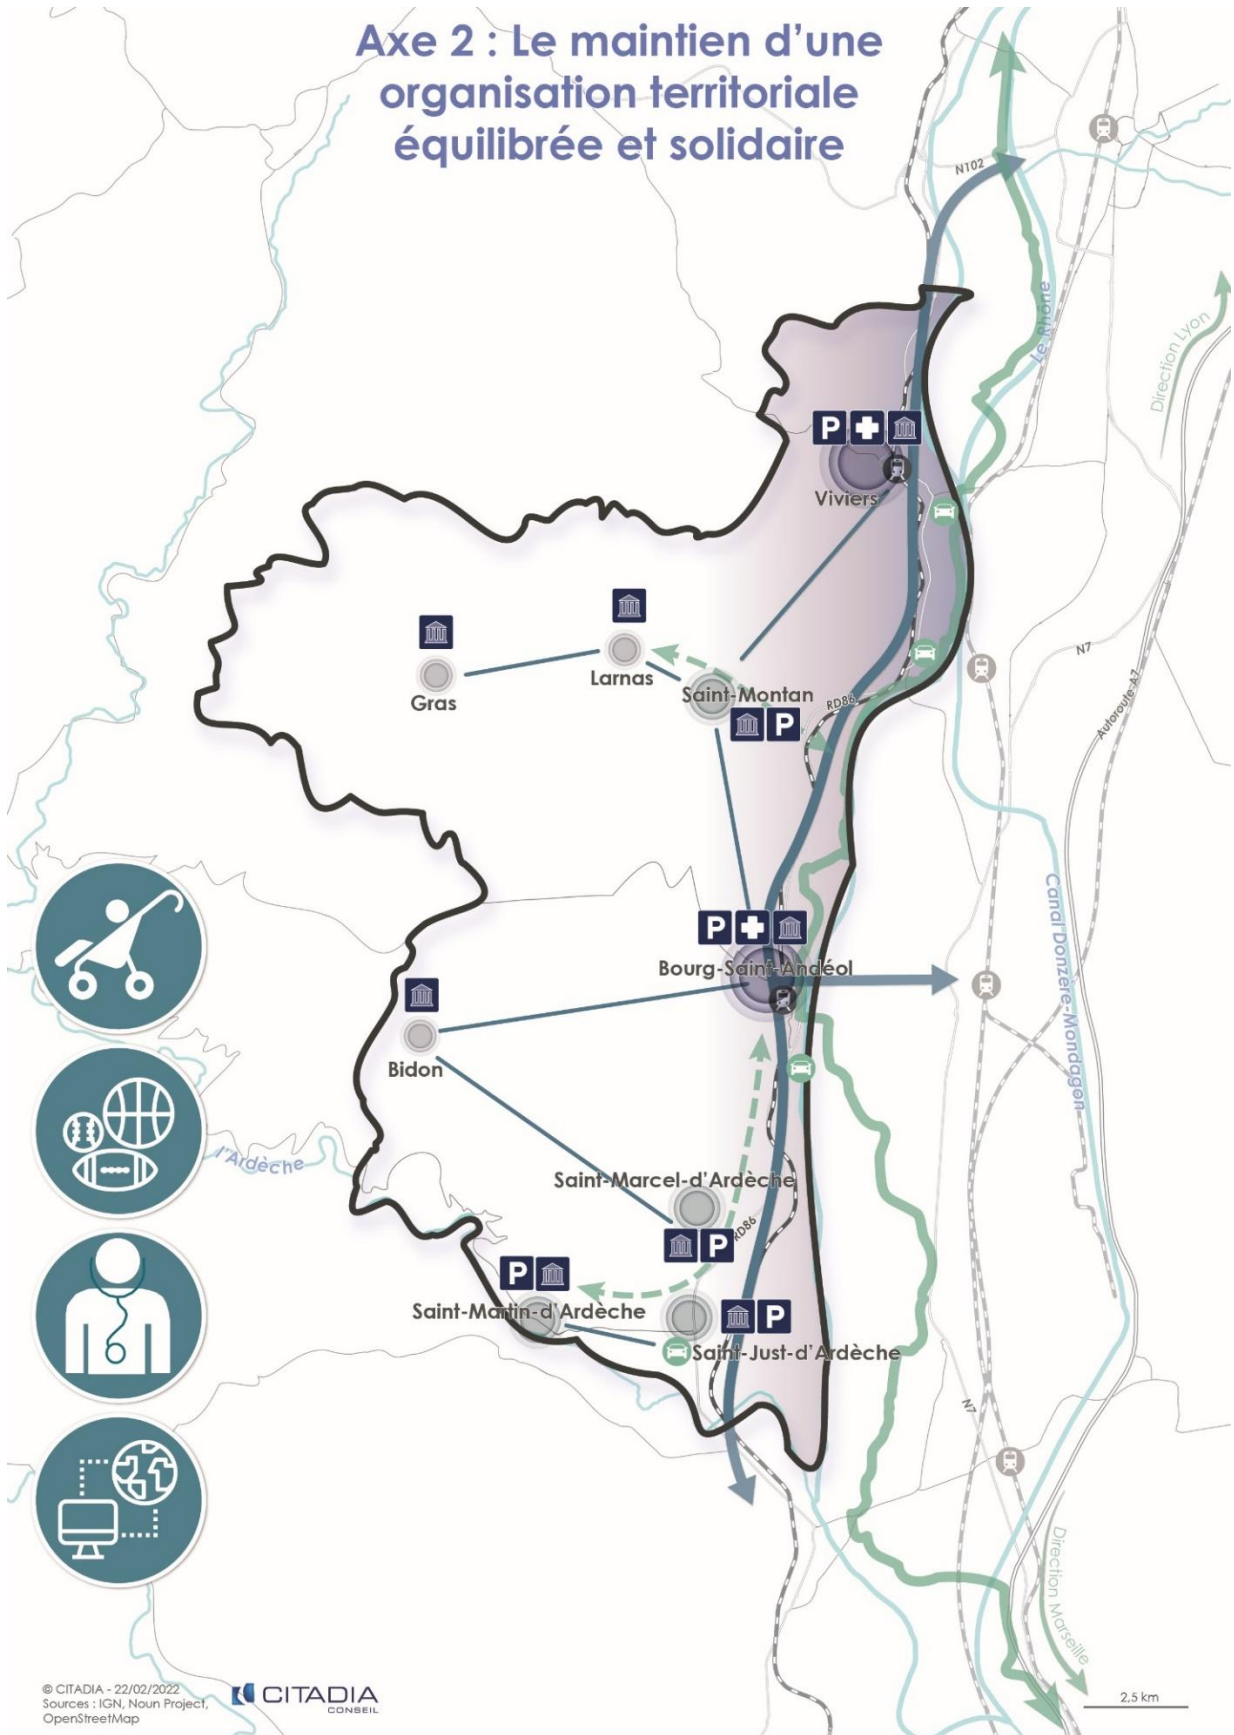 Axe 2 : Le maintien d'une
organisation territoriale
équilibrée et solidaire
N102
Le Rhône
Direction Lyon
P
Viviers
N7
Larnas
Gras
Saint-Montan
RD86
P
Autoroute A7
P
Bourg-Saint-Andéol
Canal Donzère-Mondagon
Bidon
l'Ardèche
Saint-Marcel-d'Ardèche
RD86
P
P
Saint-Martin-d'Ardèche
P
Saint-Just-d'Ardèche
N7
Direction Marseille
© CITADIA - 22/02/2022
Sources : IGN, Noun Project,
OpenStreetMap
CITADIA
CONSEIL
2,5 km